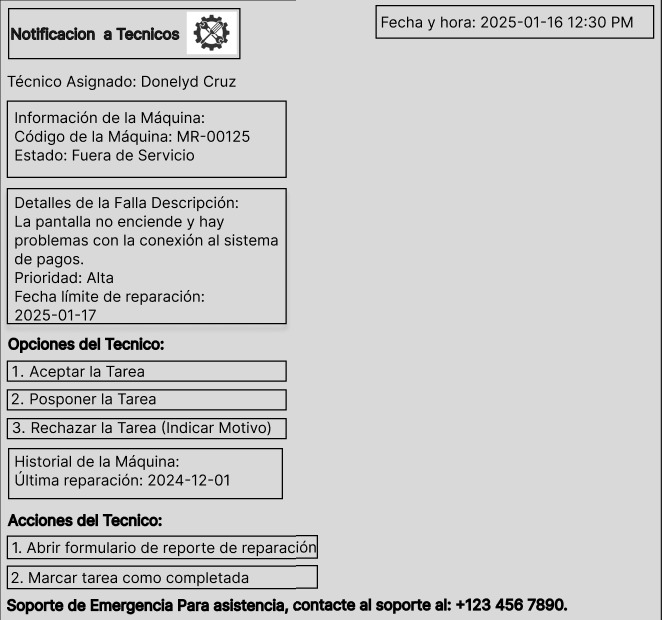 Notificacion a Tecnicos
Fecha y hora: 2025-01-16 12:30 PM
Técnico Asignado: Donelyd Cruz
Información de la Máquina:
Código de la Máquina: MR-00125
Estado: Fuera de Servicio
Detalles de la Falla Descripción:
La pantalla no enciende y hay
problemas con la conexión al sistema
de pagos.
Prioridad: Alta
Fecha límite de reparación:
2025-01-17
Opciones del Tecnico:
1. Aceptar la Tarea
2. Posponer la Tarea
3. Rechazar la Tarea (Indicar Motivo)
Historial de la Máquina:
Última reparación: 2024-12-01
Acciones del Tecnico:
1. Abrir formulario de reporte de reparación
2. Marcar tarea como completada
Soporte de Emergencia Para asistencia, contacte al soporte al: +123 456 7890.